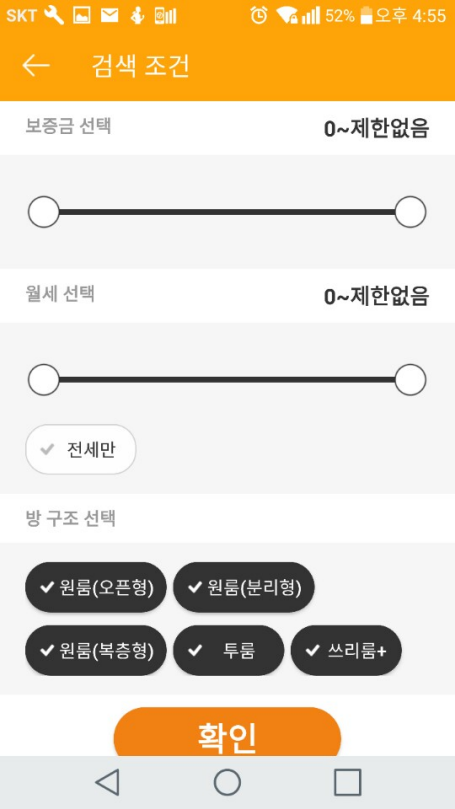 SKT 52% 오후 4:55
검색 조건
보증금 선택 0~제한없음
월세 선택 0~제한없음
전세만
방 구조 선택
원룸(오픈형) 원룸(분리형)
원룸(복층형) 투룸 쓰리룸+
확인